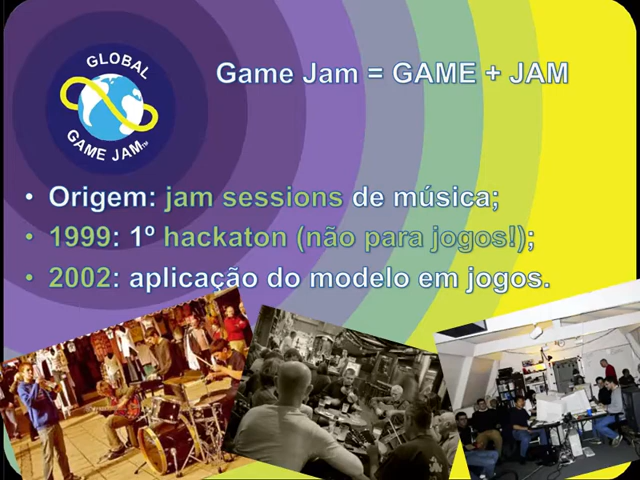 GLOBAL
GAME JAM™
Game Jam = GAME + JAM
• Origem: jam sessions de música;
• 1999: 1º hackaton (não para jogos!);
• 2002: aplicação do modelo em jogos.